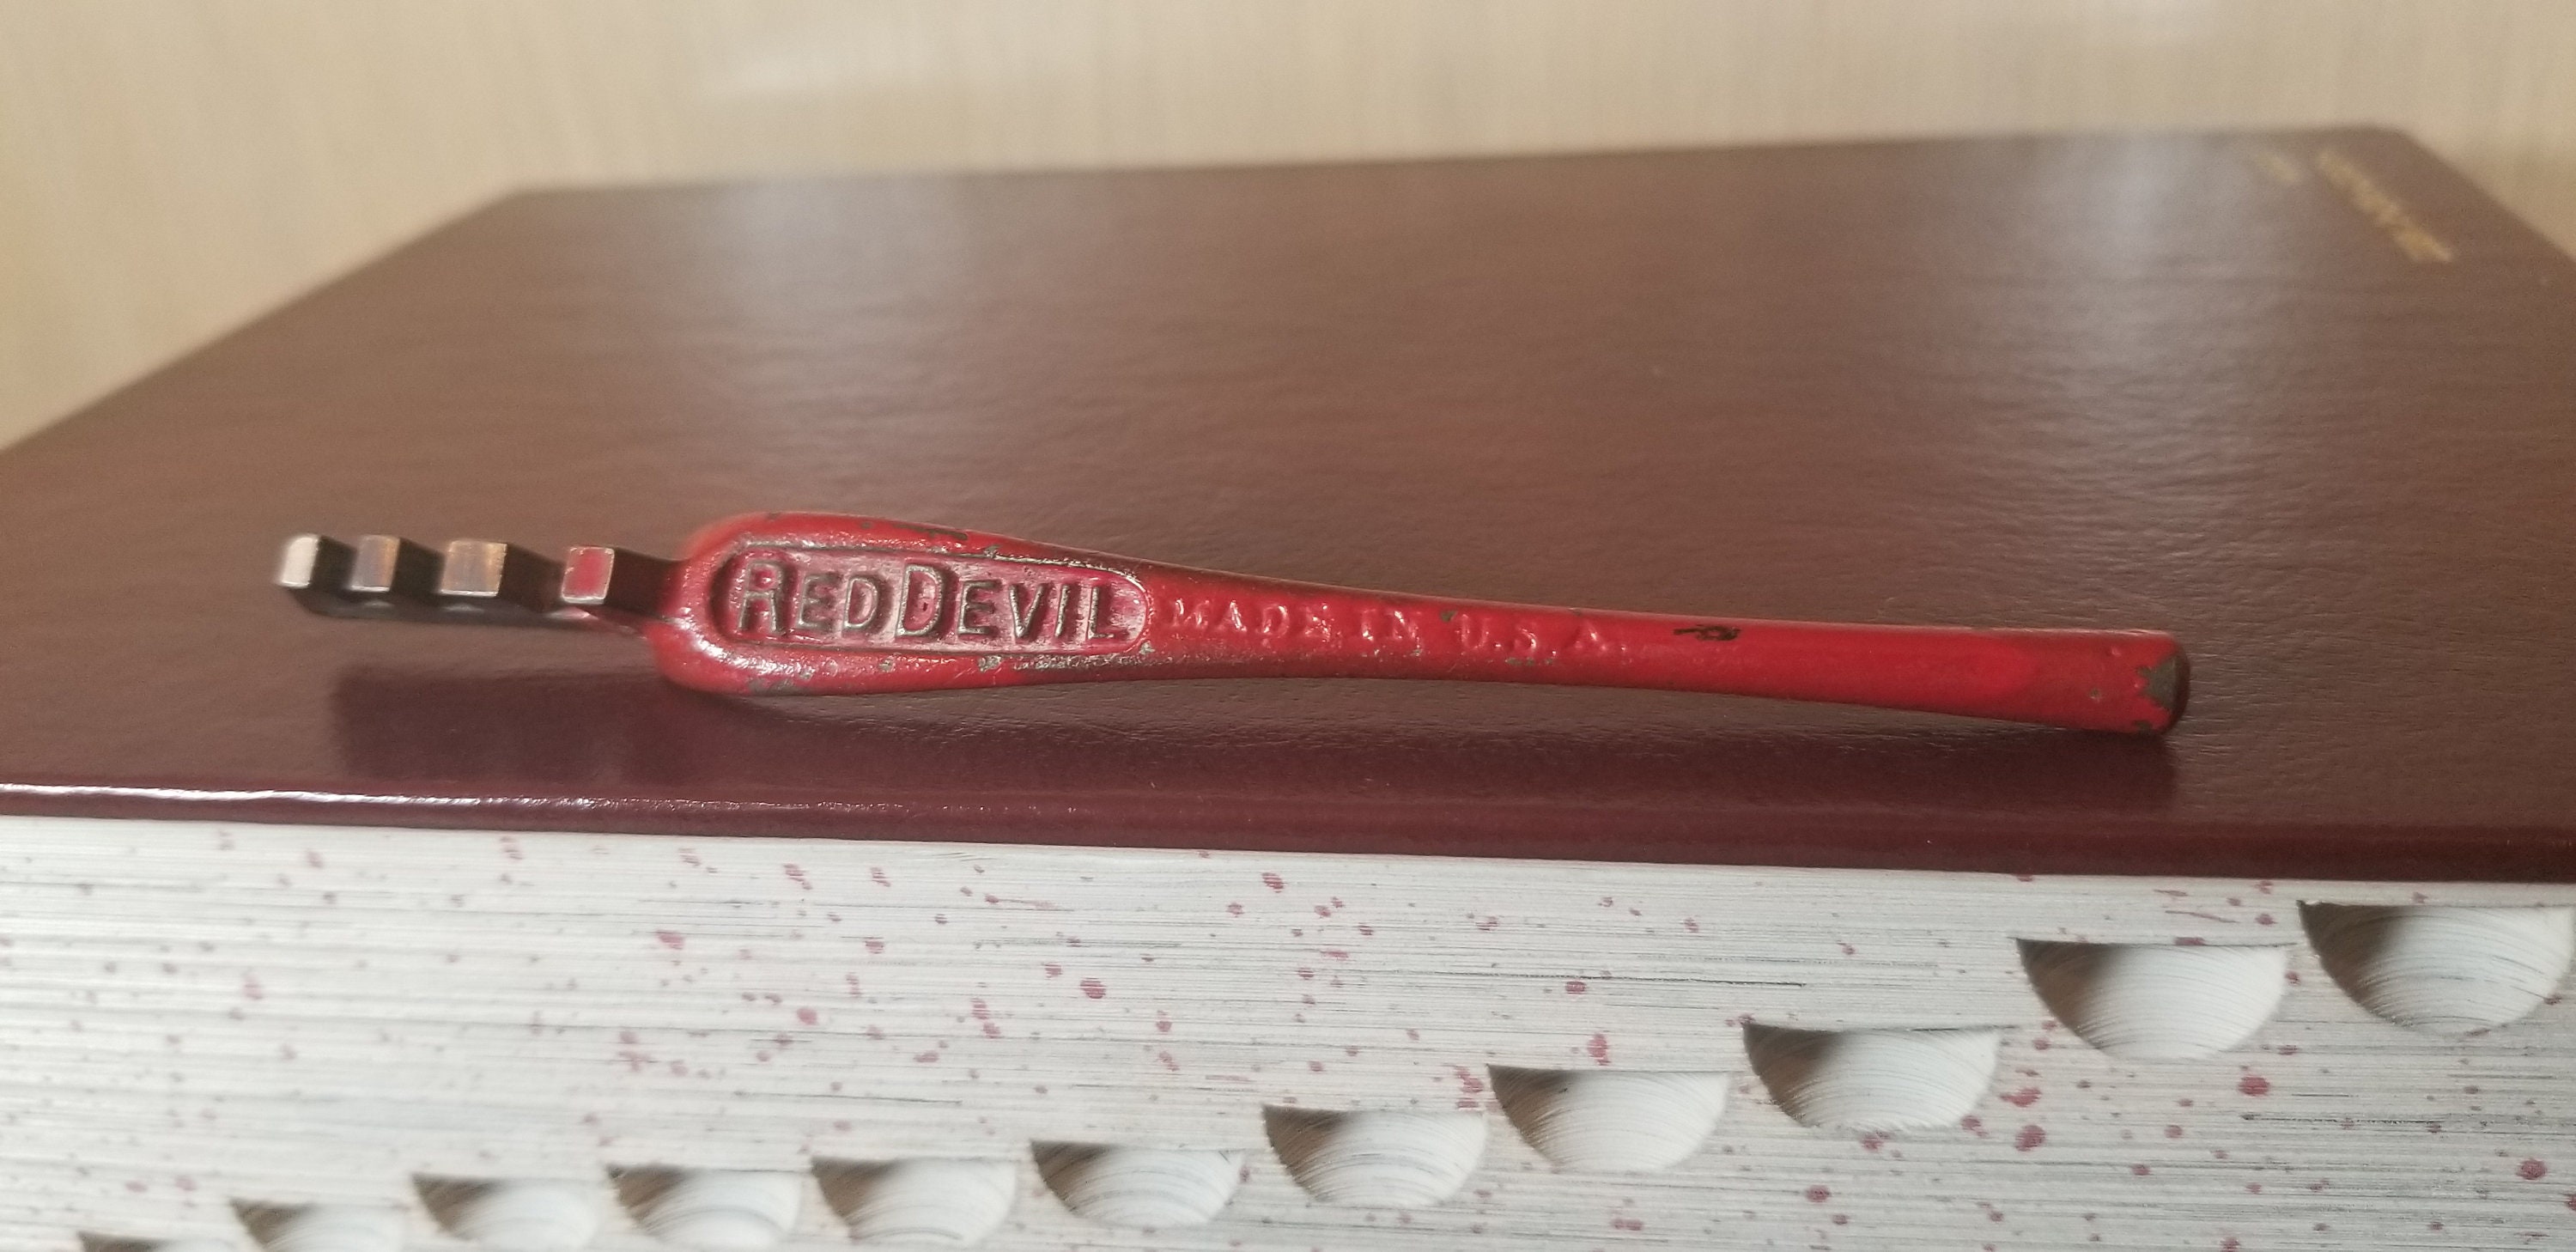 RED DEVIL MADE IN U.S.A.